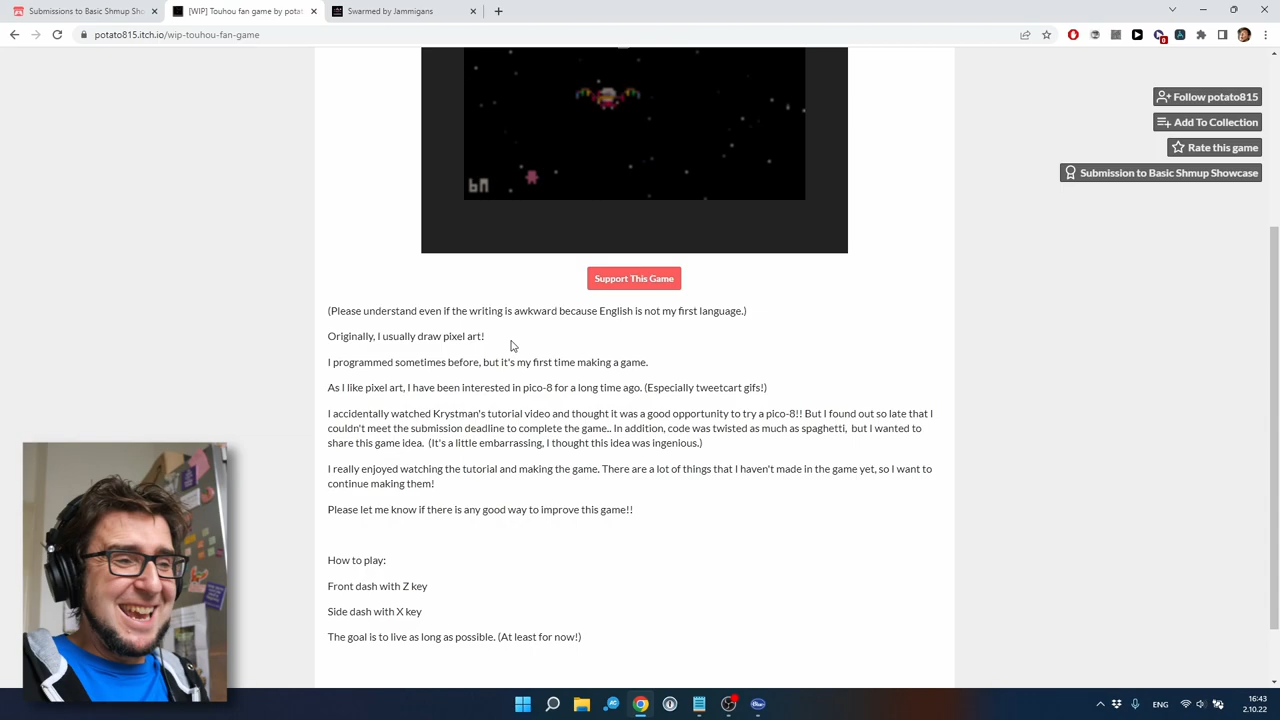 Submissions to Basic Shmup Sho
[WIP] Touhou fan game by potat
Swarmed by Jammigans
potato815.itch.io/wip-touhou-fan-game
Follow potato815
Add To Collection
Rate this game
Submission to Basic Shmup Showcase
Support This Game
(Please understand even if the writing is awkward because English is not my first language.)
Originally, I usually draw pixel art!
I programmed sometimes before, but it's my first time making a game.
As I like pixel art, I have been interested in pico-8 for a long time ago. (Especially tweetcart gifs!)
I accidentally watched Krystman's tutorial video and thought it was a good opportunity to try a pico-8!! But I found out so late that I
couldn't meet the submission deadline to complete the game.. In addition, code was twisted as much as spaghetti, but I wanted to
share this game idea. (It's a little embarrassing, I thought this idea was ingenious.)
I really enjoyed watching the tutorial and making the game. There are a lot of things that I haven't made in the game yet, so I want to
continue making them!
Please let me know if there is any good way to improve this game!!
How to play:
Front dash with Z key
Side dash with X key
The goal is to live as long as possible. (At least for now!)
ENG
16:43
2.10.22